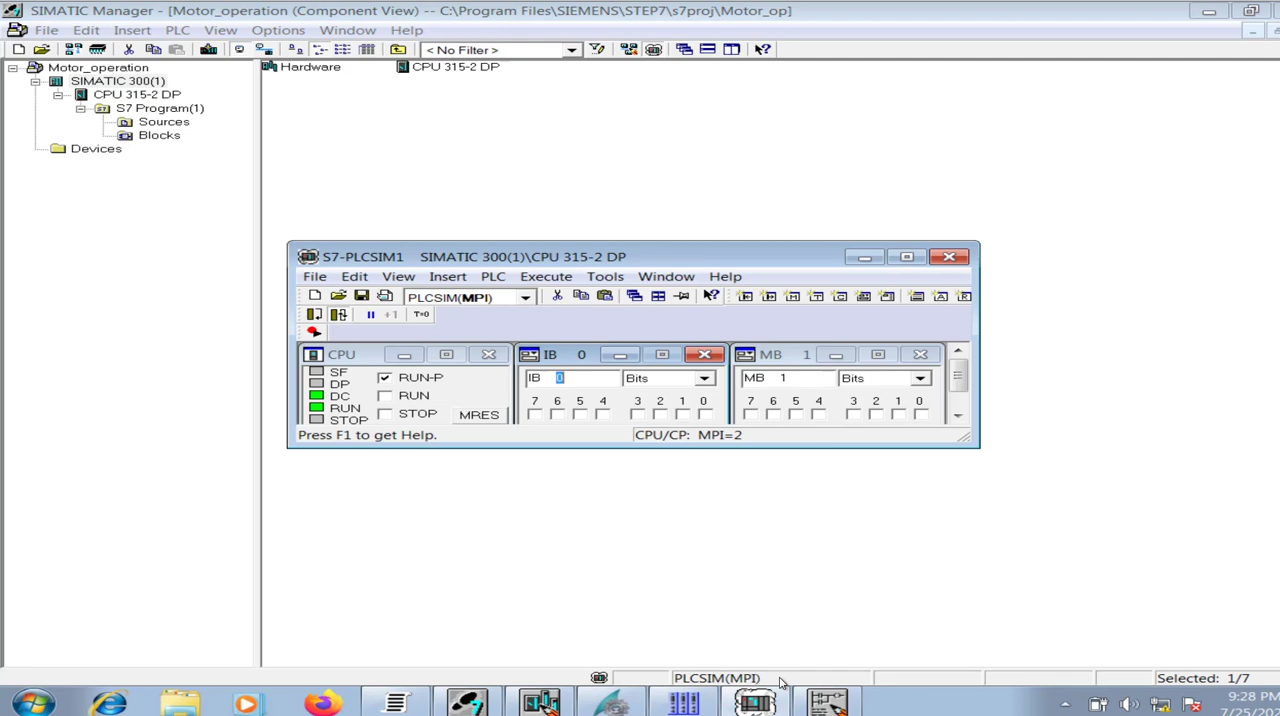 SIMATIC Manager - [Motor_operation (Component View) -- C:\Program Files\SIEMENS\STEP7\s7proj\Motor_op]
File Edit Insert PLC View Options Window Help
< No Filter >
Motor_operation
SIMATIC 300(1)
CPU 315-2 DP
S7 Program(1)
Sources
Blocks
Devices
Hardware CPU 315-2 DP
S7-PLCSIM1 SIMATIC 300(1)\CPU 315-2 DP
File Edit View Insert PLC Execute Tools Window Help
PLCSIM(MPI)
+1 T=0
CPU
SF
DP
DC
RUN
STOP
RUN-P
RUN
STOP
MRES
IB 0
IB 0 Bits
7 6 5 4 3 2 1 0
MB 1
MB 1 Bits
7 6 5 4 3 2 1 0
Press F1 to get Help. CPU/CP: MPI=2
PLCSIM(MPI) Selected: 1/7
9:28 PM